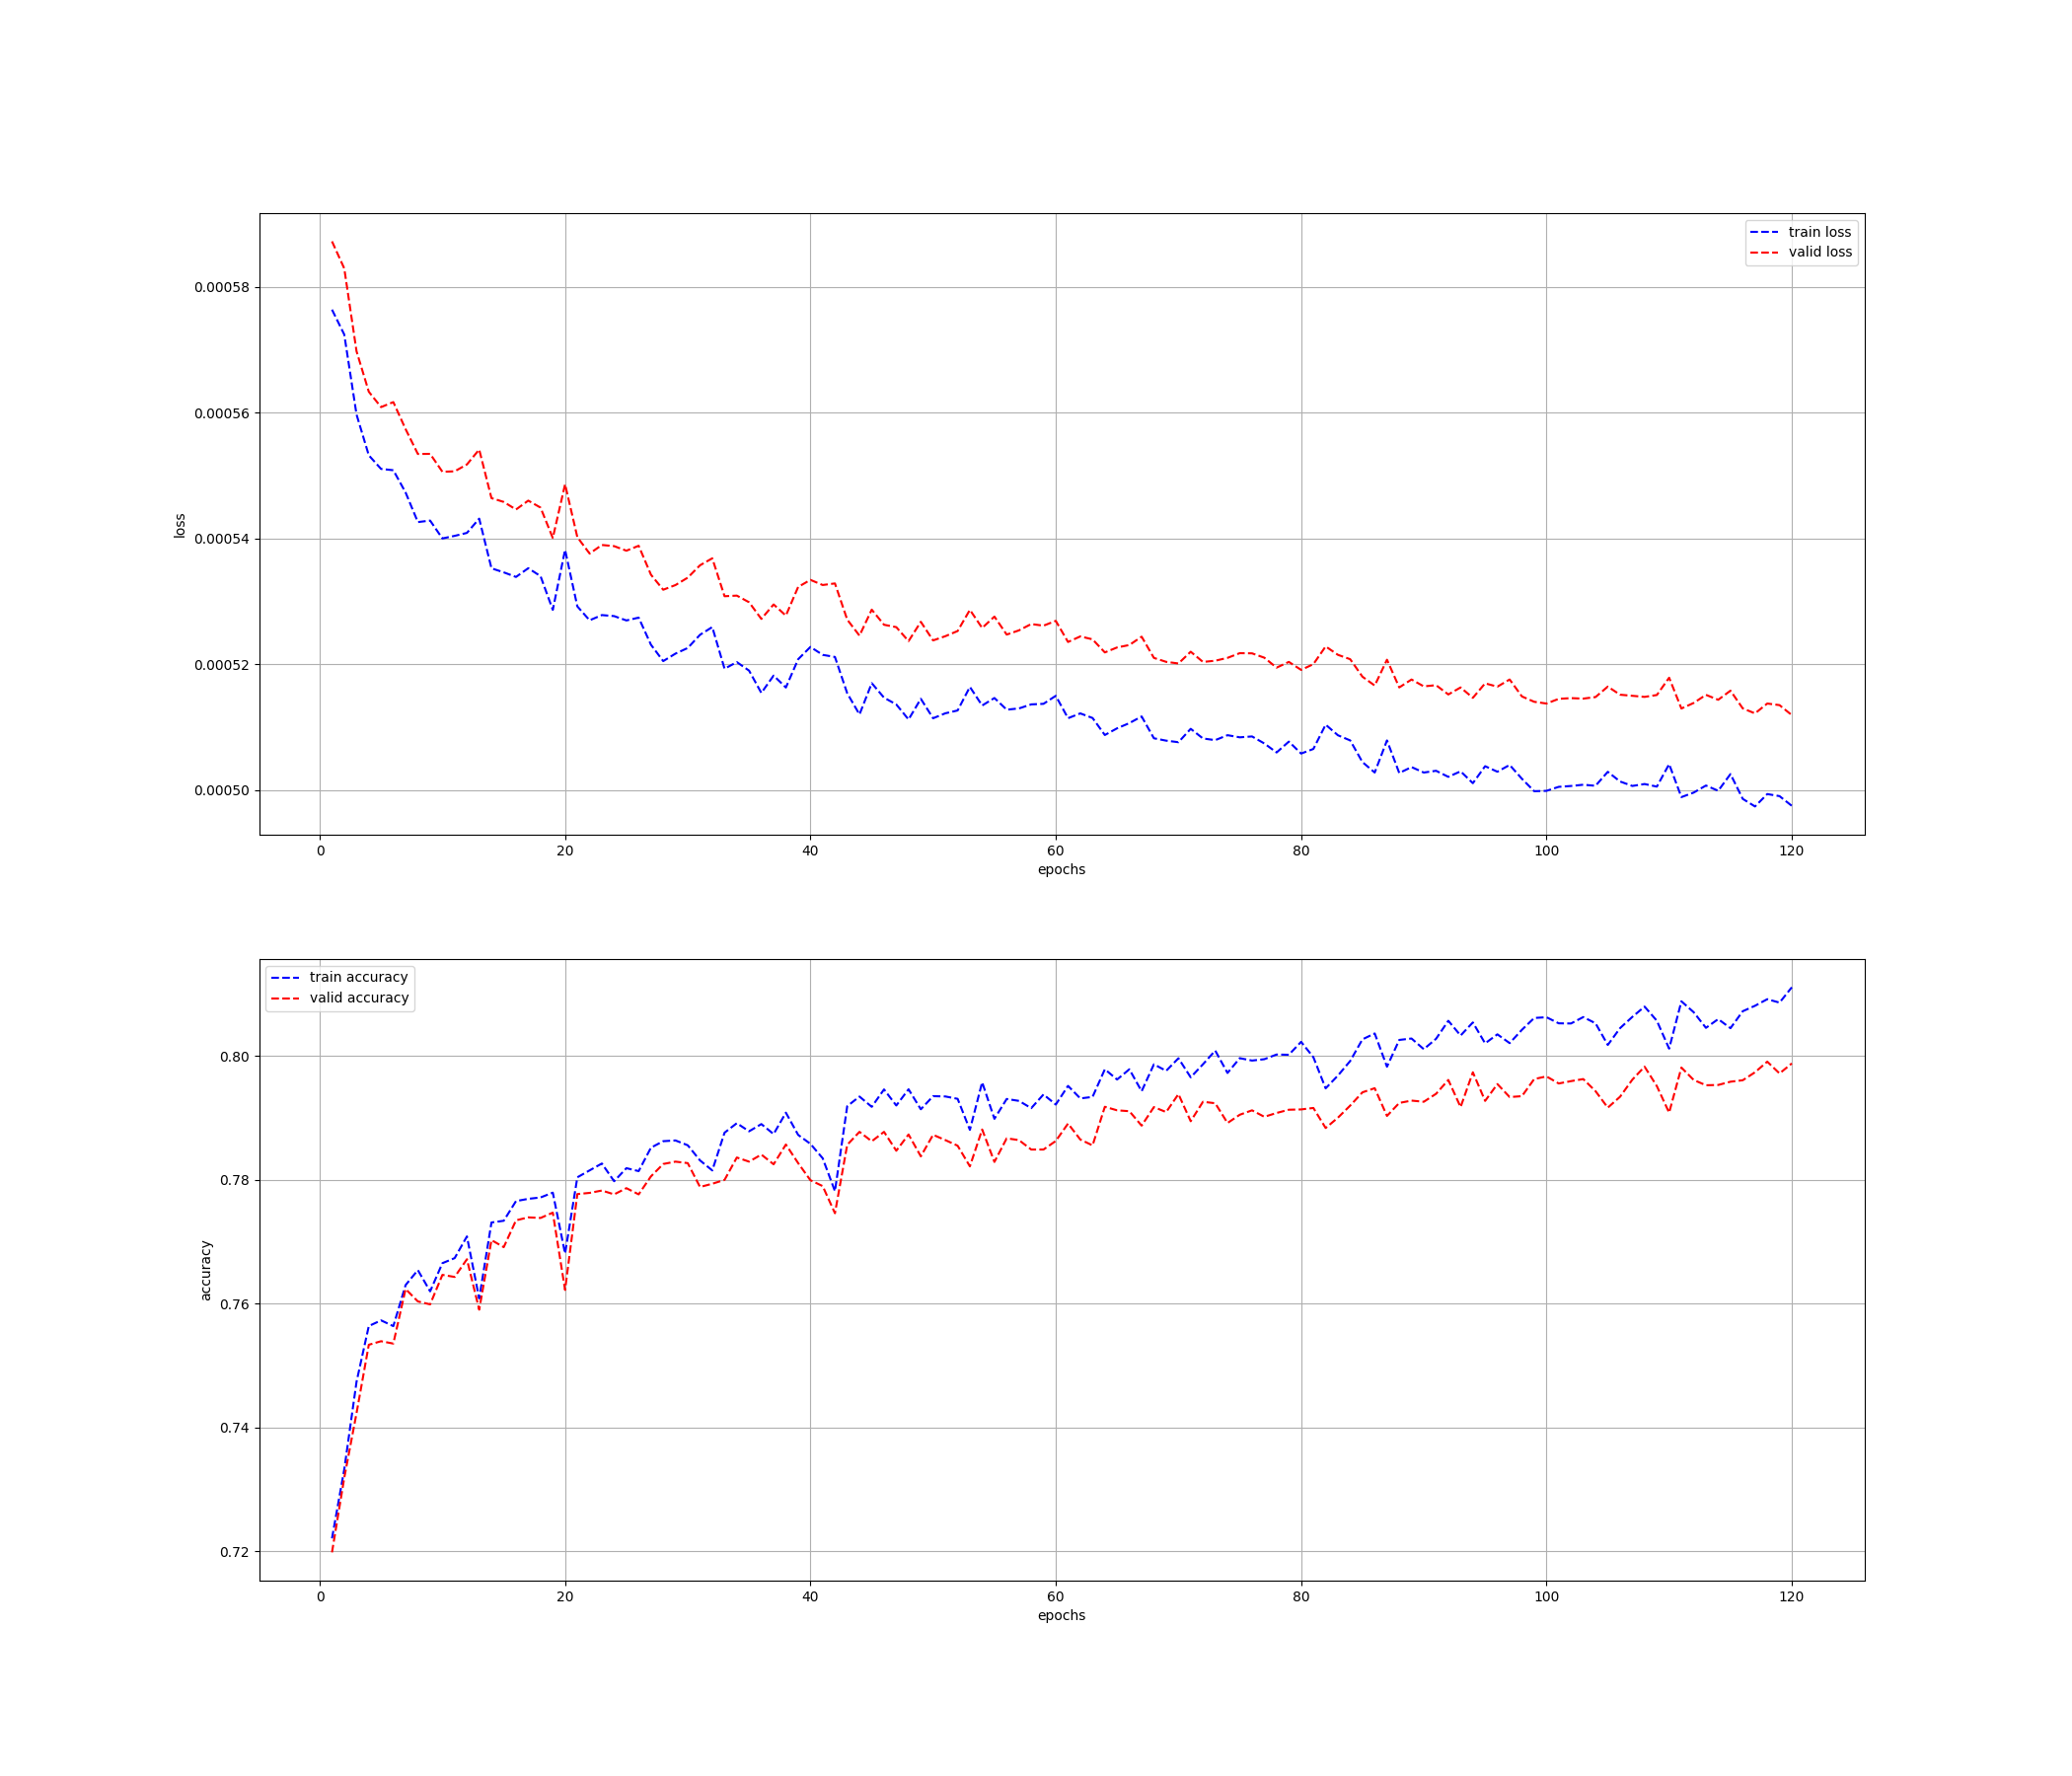 train loss
valid loss
0.00058
0.00056
0.00054
0.00052
0.00050
loss
0 20 40 60 80 100 120
epochs
train accuracy
valid accuracy
0.80
0.78
0.76
0.74
0.72
accuracy
0 20 40 60 80 100 120
epochs